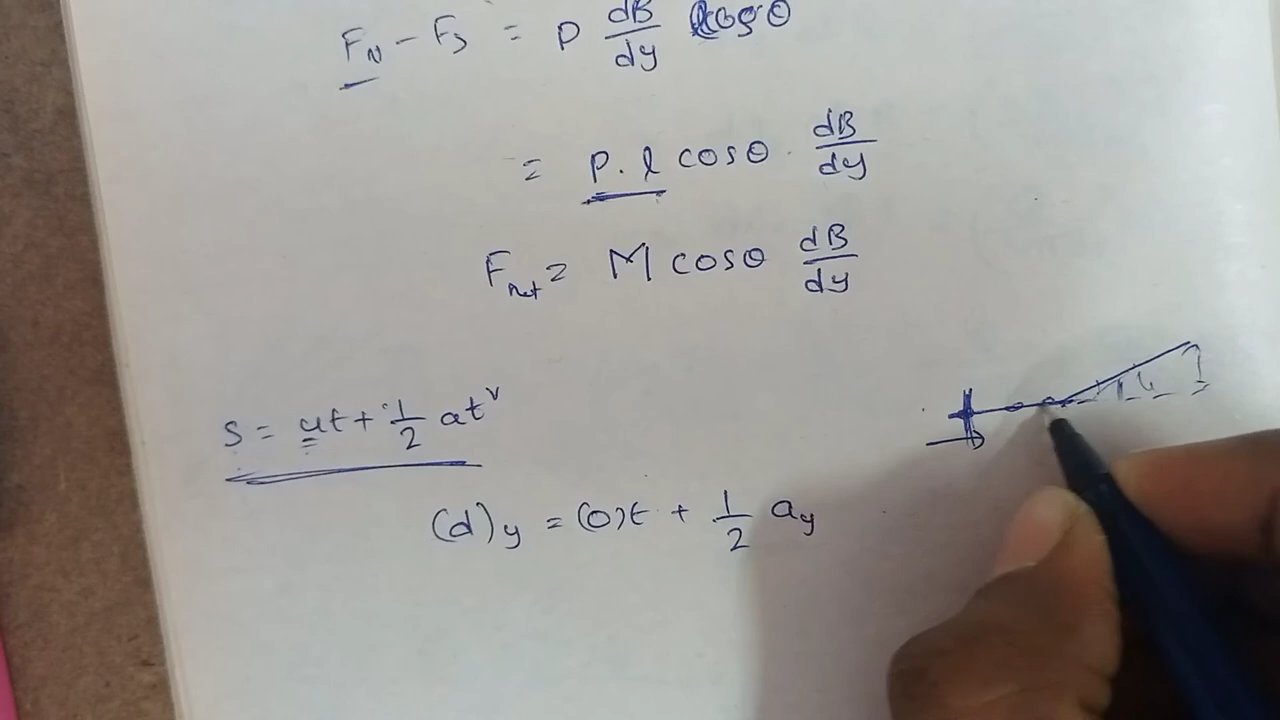 F_N - F_S = P dB/dy l cosθ
= P.l cosθ . dB/dy
F_net = M cosθ dB/dy
S = ut + 1/2 at²
(d)_y = (0)t + 1/2 a_y